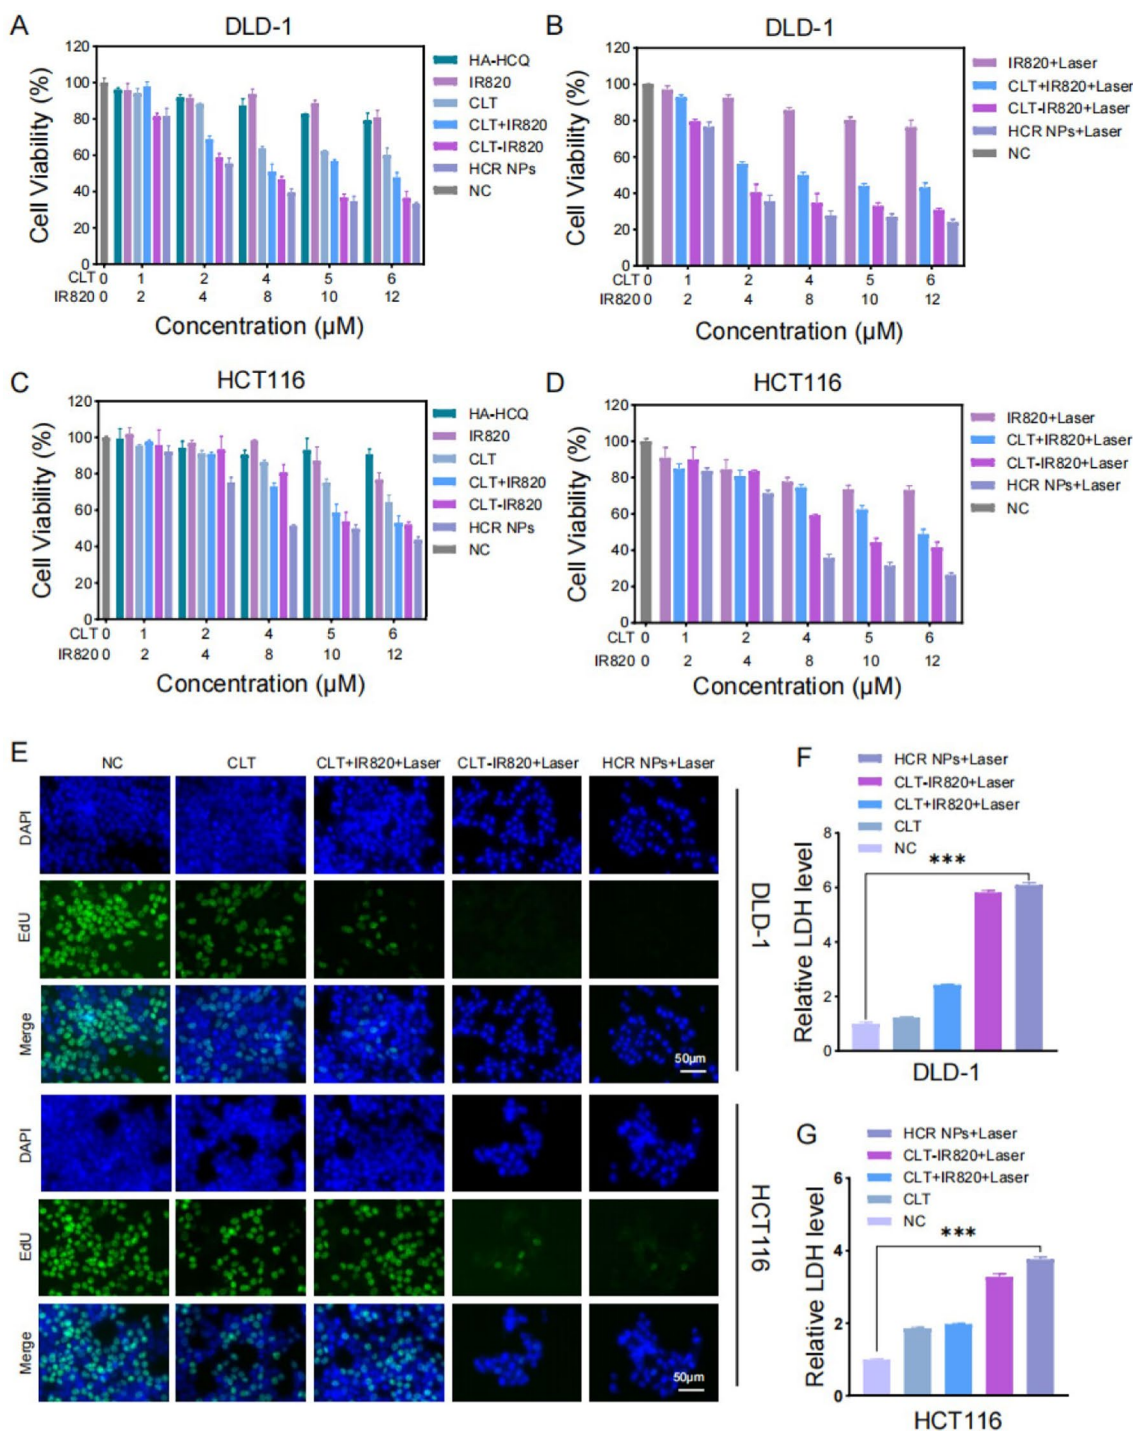 A
DLD-1
Cell Viability (%)
120
100
80
60
40
20
0
CLT 0 1 2 4 5 6
IR820 0 2 4 8 10 12
Concentration (μM)
HA-HCQ
IR820
CLT
CLT+IR820
CLT-IR820
HCR NPs
NC
B
DLD-1
Cell Viability (%)
120
100
80
60
40
20
0
CLT 0 1 2 4 5 6
IR820 0 2 4 8 10 12
Concentration (μM)
IR820+Laser
CLT+IR820+Laser
CLT-IR820+Laser
HCR NPs+Laser
NC
C
HCT116
Cell Viability (%)
120
100
80
60
40
20
0
CLT 0 1 2 4 5 6
IR820 0 2 4 8 10 12
Concentration (μM)
HA-HCQ
IR820
CLT
CLT+IR820
CLT-IR820
HCR NPs
NC
D
HCT116
Cell Viability (%)
120
100
80
60
40
20
0
CLT 0 1 2 4 5 6
IR820 0 2 4 8 10 12
Concentration (μM)
IR820+Laser
CLT+IR820+Laser
CLT-IR820+Laser
HCR NPs+Laser
NC
E
NC CLT CLT+IR820+Laser CLT-IR820+Laser HCR NPs+Laser
DAPI
EdU
Merge
50μm
DLD-1
DAPI
EdU
Merge
50μm
HCT116
F
HCR NPs+Laser
CLT-IR820+Laser
CLT+IR820+Laser
CLT
NC
Relative LDH level
8
6
4
2
0
***
DLD-1
G
HCR NPs+Laser
CLT-IR820+Laser
CLT+IR820+Laser
CLT
NC
Relative LDH level
6
4
2
0
***
HCT116